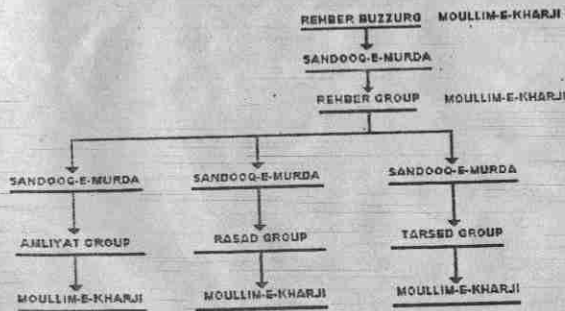 REHBER BUZZURG MOULLIM-E-KHARJI
SANDOOQ-E-MURDA
REHBER GROUP MOULLIM-E-KHARJI
SANDOOQ-E-MURDA SANDOOQ-E-MURDA SANDOOQ-E-MURDA
AMLIYAT GROUP RASAD GROUP TARSED GROUP
MOULLIM-E-KHARJI MOULLIM-E-KHARJI MOULLIM-E-KHARJI